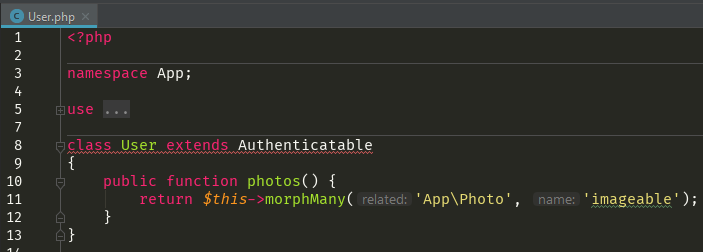 User.php
1 <?php
2
3 namespace App;
4
5 use ...
7
8 class User extends Authenticatable
9 {
10 public function photos() {
11 return $this->morphMany( related: 'App\Photo', name: 'imageable');
12 }
13 }
14